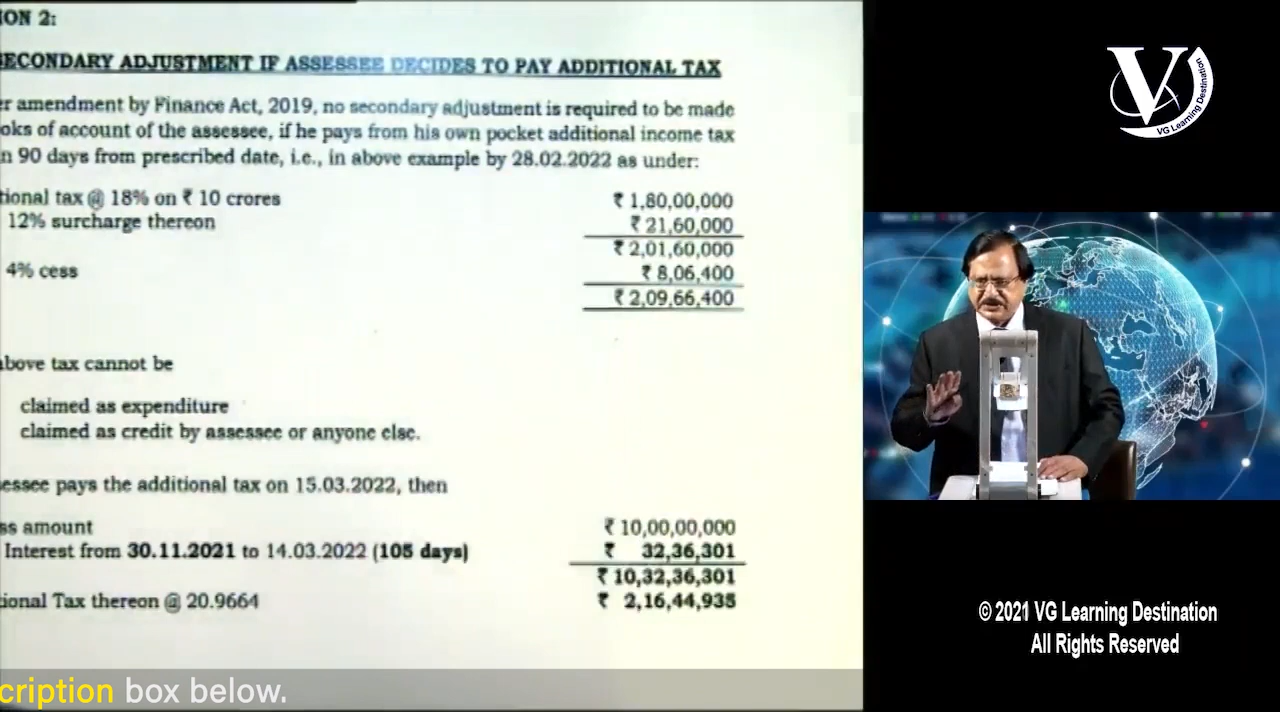 ION 2:
SECONDARY ADJUSTMENT IF ASSESSEE DECIDES TO PAY ADDITIONAL TAX
er amendment by Finance Act, 2019, no secondary adjustment is required to be made
ooks of account of the assessee, if he pays from his own pocket additional income tax
n 90 days from prescribed date, i.e., in above example by 28.02.2022 as under:
tional tax @ 18% on ₹ 10 crores ₹ 1,80,00,000
12% surcharge thereon ₹ 21,60,000
₹ 2,01,60,000
4% cess ₹ 8,06,400
₹ 2,09,66,400
above tax cannot be
claimed as expenditure
claimed as credit by assessee or anyone else.
essee pays the additional tax on 15.03.2022, then
ss amount ₹ 10,00,00,000
Interest from 30.11.2021 to 14.03.2022 (105 days) ₹ 32,36,301
₹ 10,32,36,301
tional Tax thereon @ 20.9664 ₹ 2,16,44,935
cription box below.
V
VG Learning Destination
© 2021 VG Learning Destination
All Rights Reserved